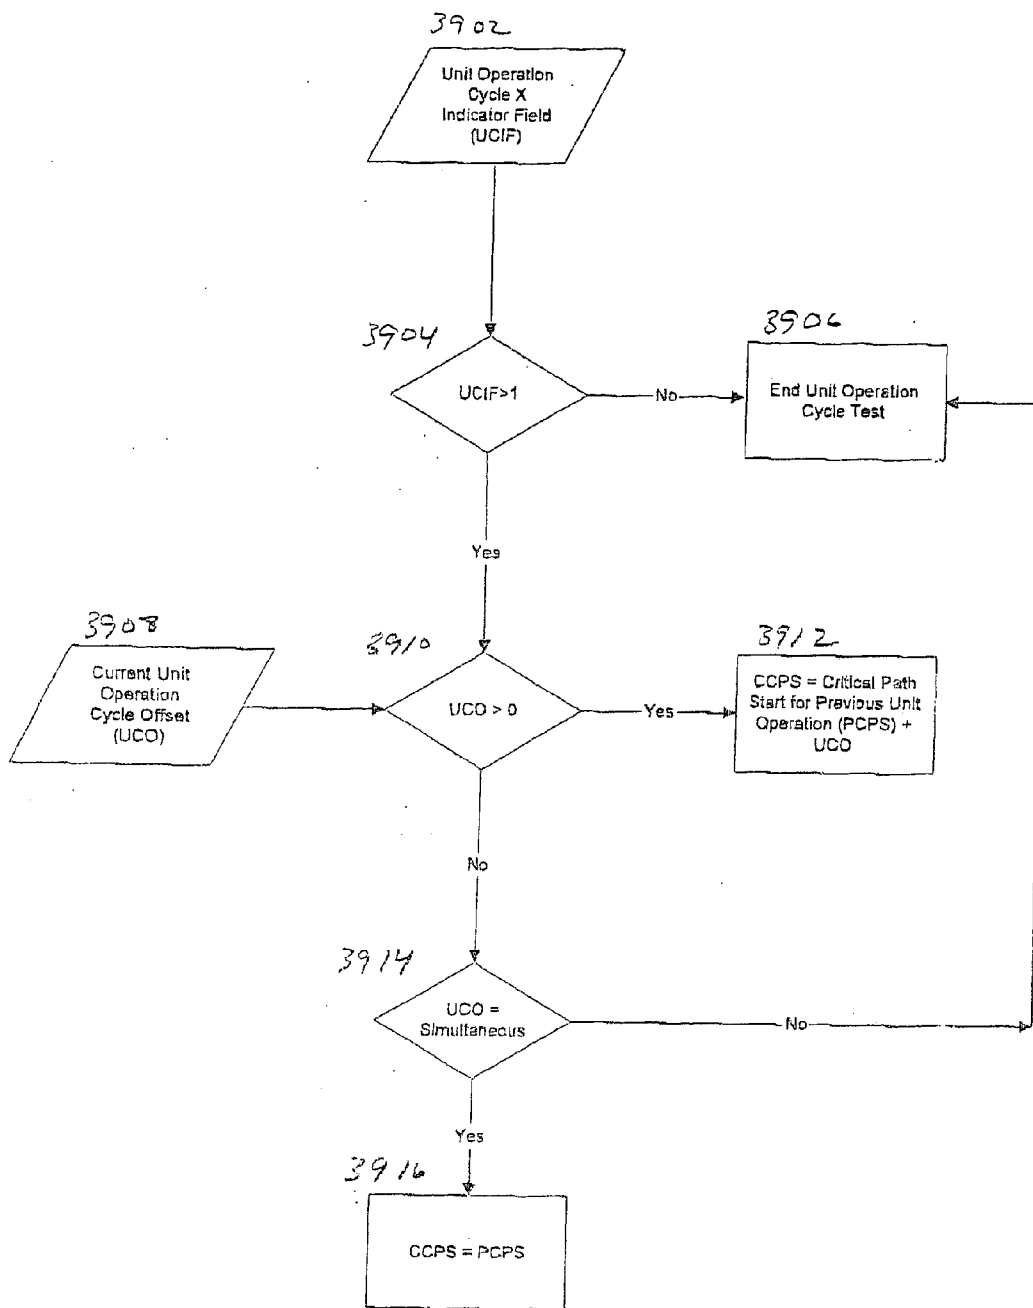 3902
Unit Operation
Cycle X
Indicator Field
(UCIF)
3904
UCIF>1
No
3906
End Unit Operation
Cycle Test
Yes
3908
Current Unit
Operation
Cycle Offset
(UCO)
3910
UCO > 0
Yes
3912
CCPS = Critical Path
Start for Previous Unit
Operation (PCPS) +
UCO
No
3914
UCO =
Simultaneous
No
Yes
3916
CCPS = PCPS